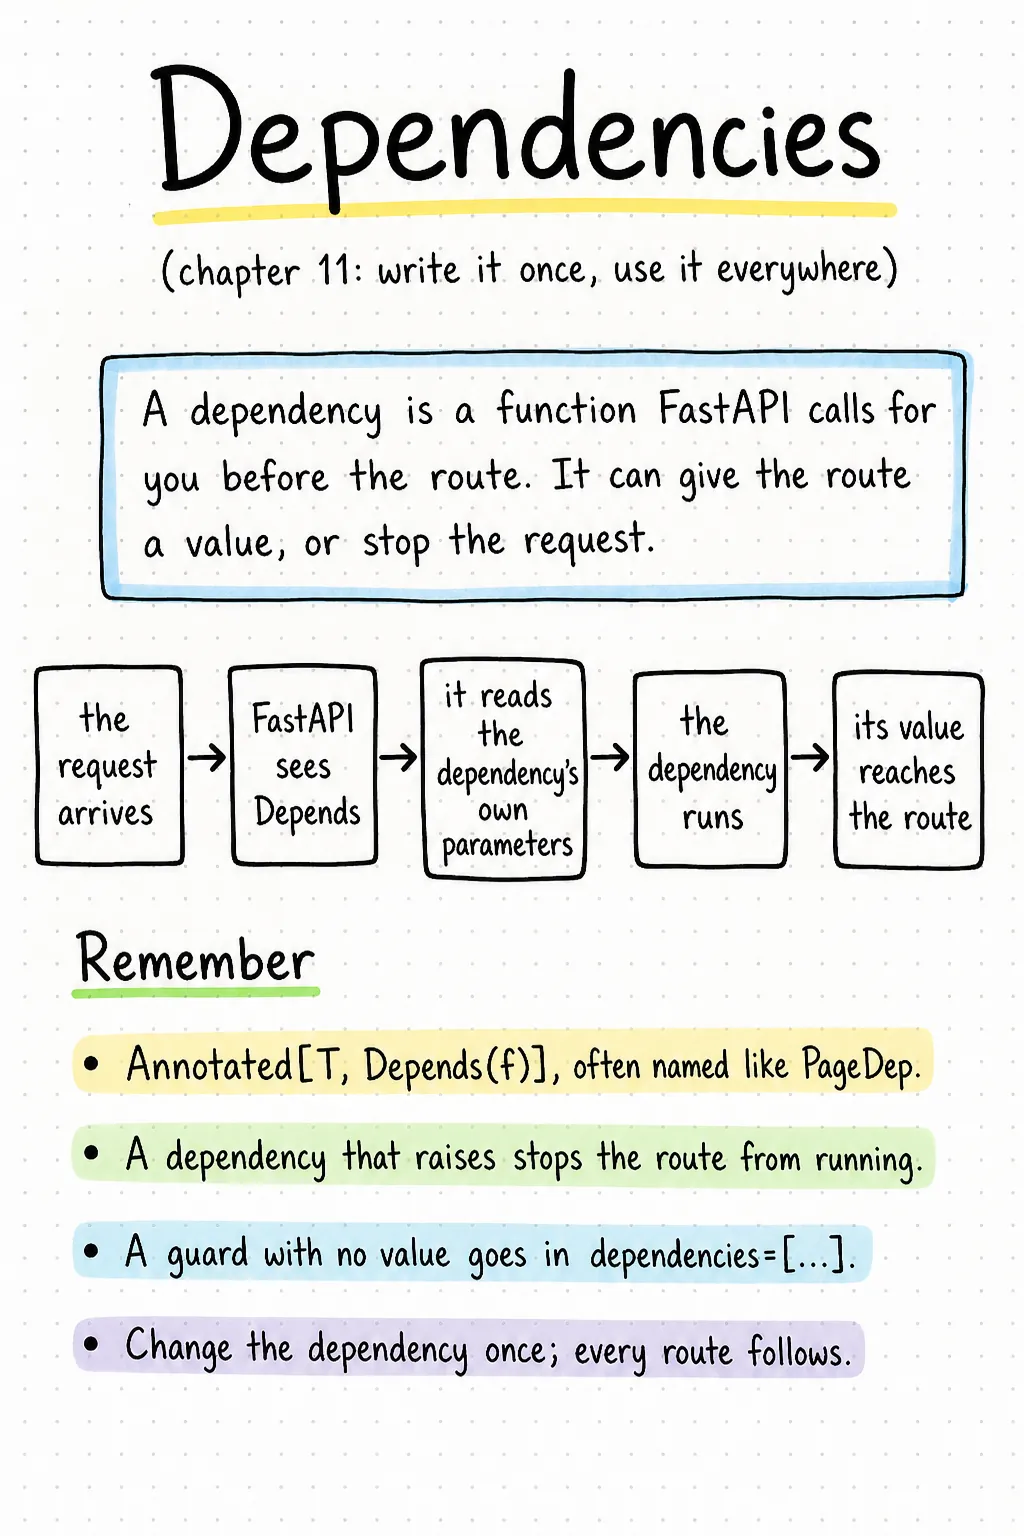 Dependencies
(chapter 11: write it once, use it everywhere)
A dependency is a function FastAPI calls for
you before the route. It can give the route
a value, or stop the request.
the
request
arrives
FastAPI
sees
Depends
it reads
the
dependency's
own
parameters
the
dependency
runs
its value
reaches
the route
Remember
• Annotated[T, Depends(f)], often named like PageDep.
• A dependency that raises stops the route from running.
• A guard with no value goes in dependencies=[...].
• Change the dependency once; every route follows.